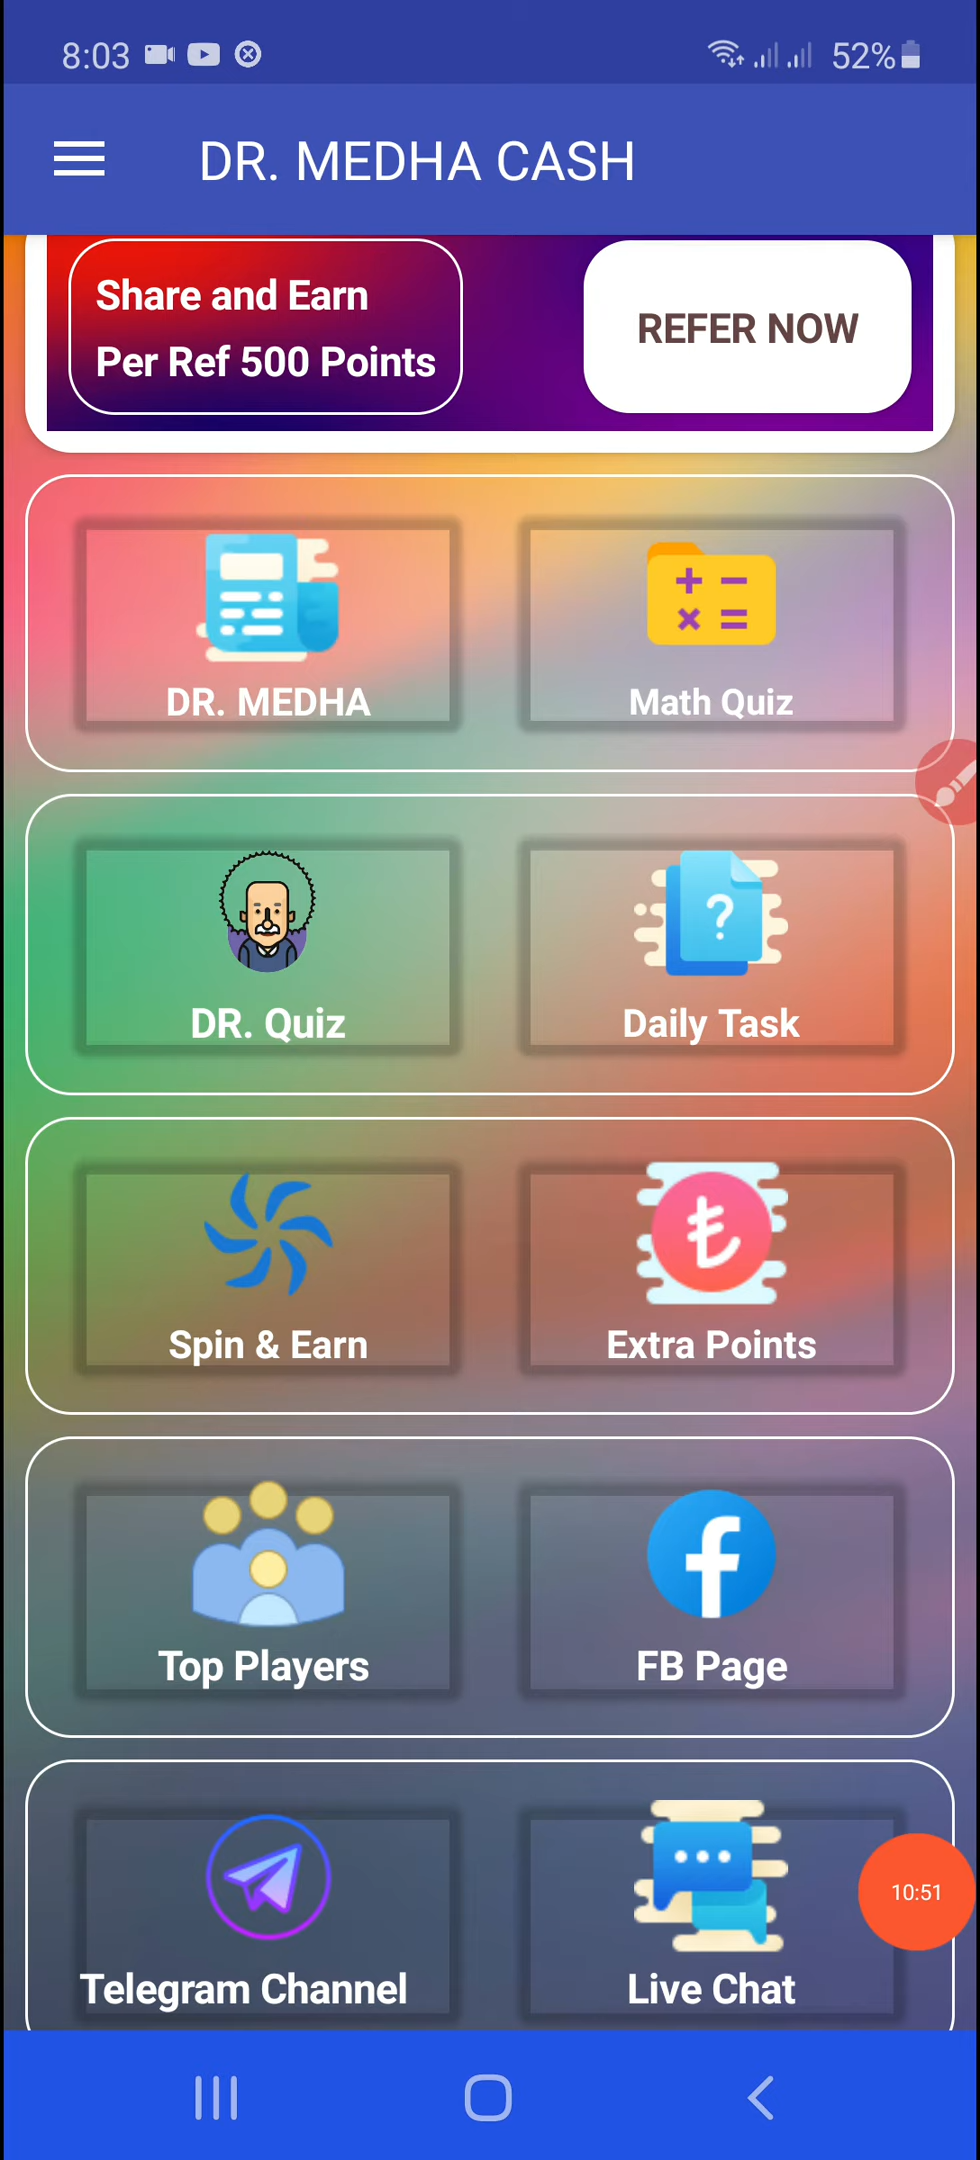 8:03
52%
DR. MEDHA CASH
Share and Earn
Per Ref 500 Points
REFER NOW
DR. MEDHA
Math Quiz
DR. Quiz
Daily Task
Spin & Earn
Extra Points
Top Players
FB Page
Telegram Channel
Live Chat
10:51